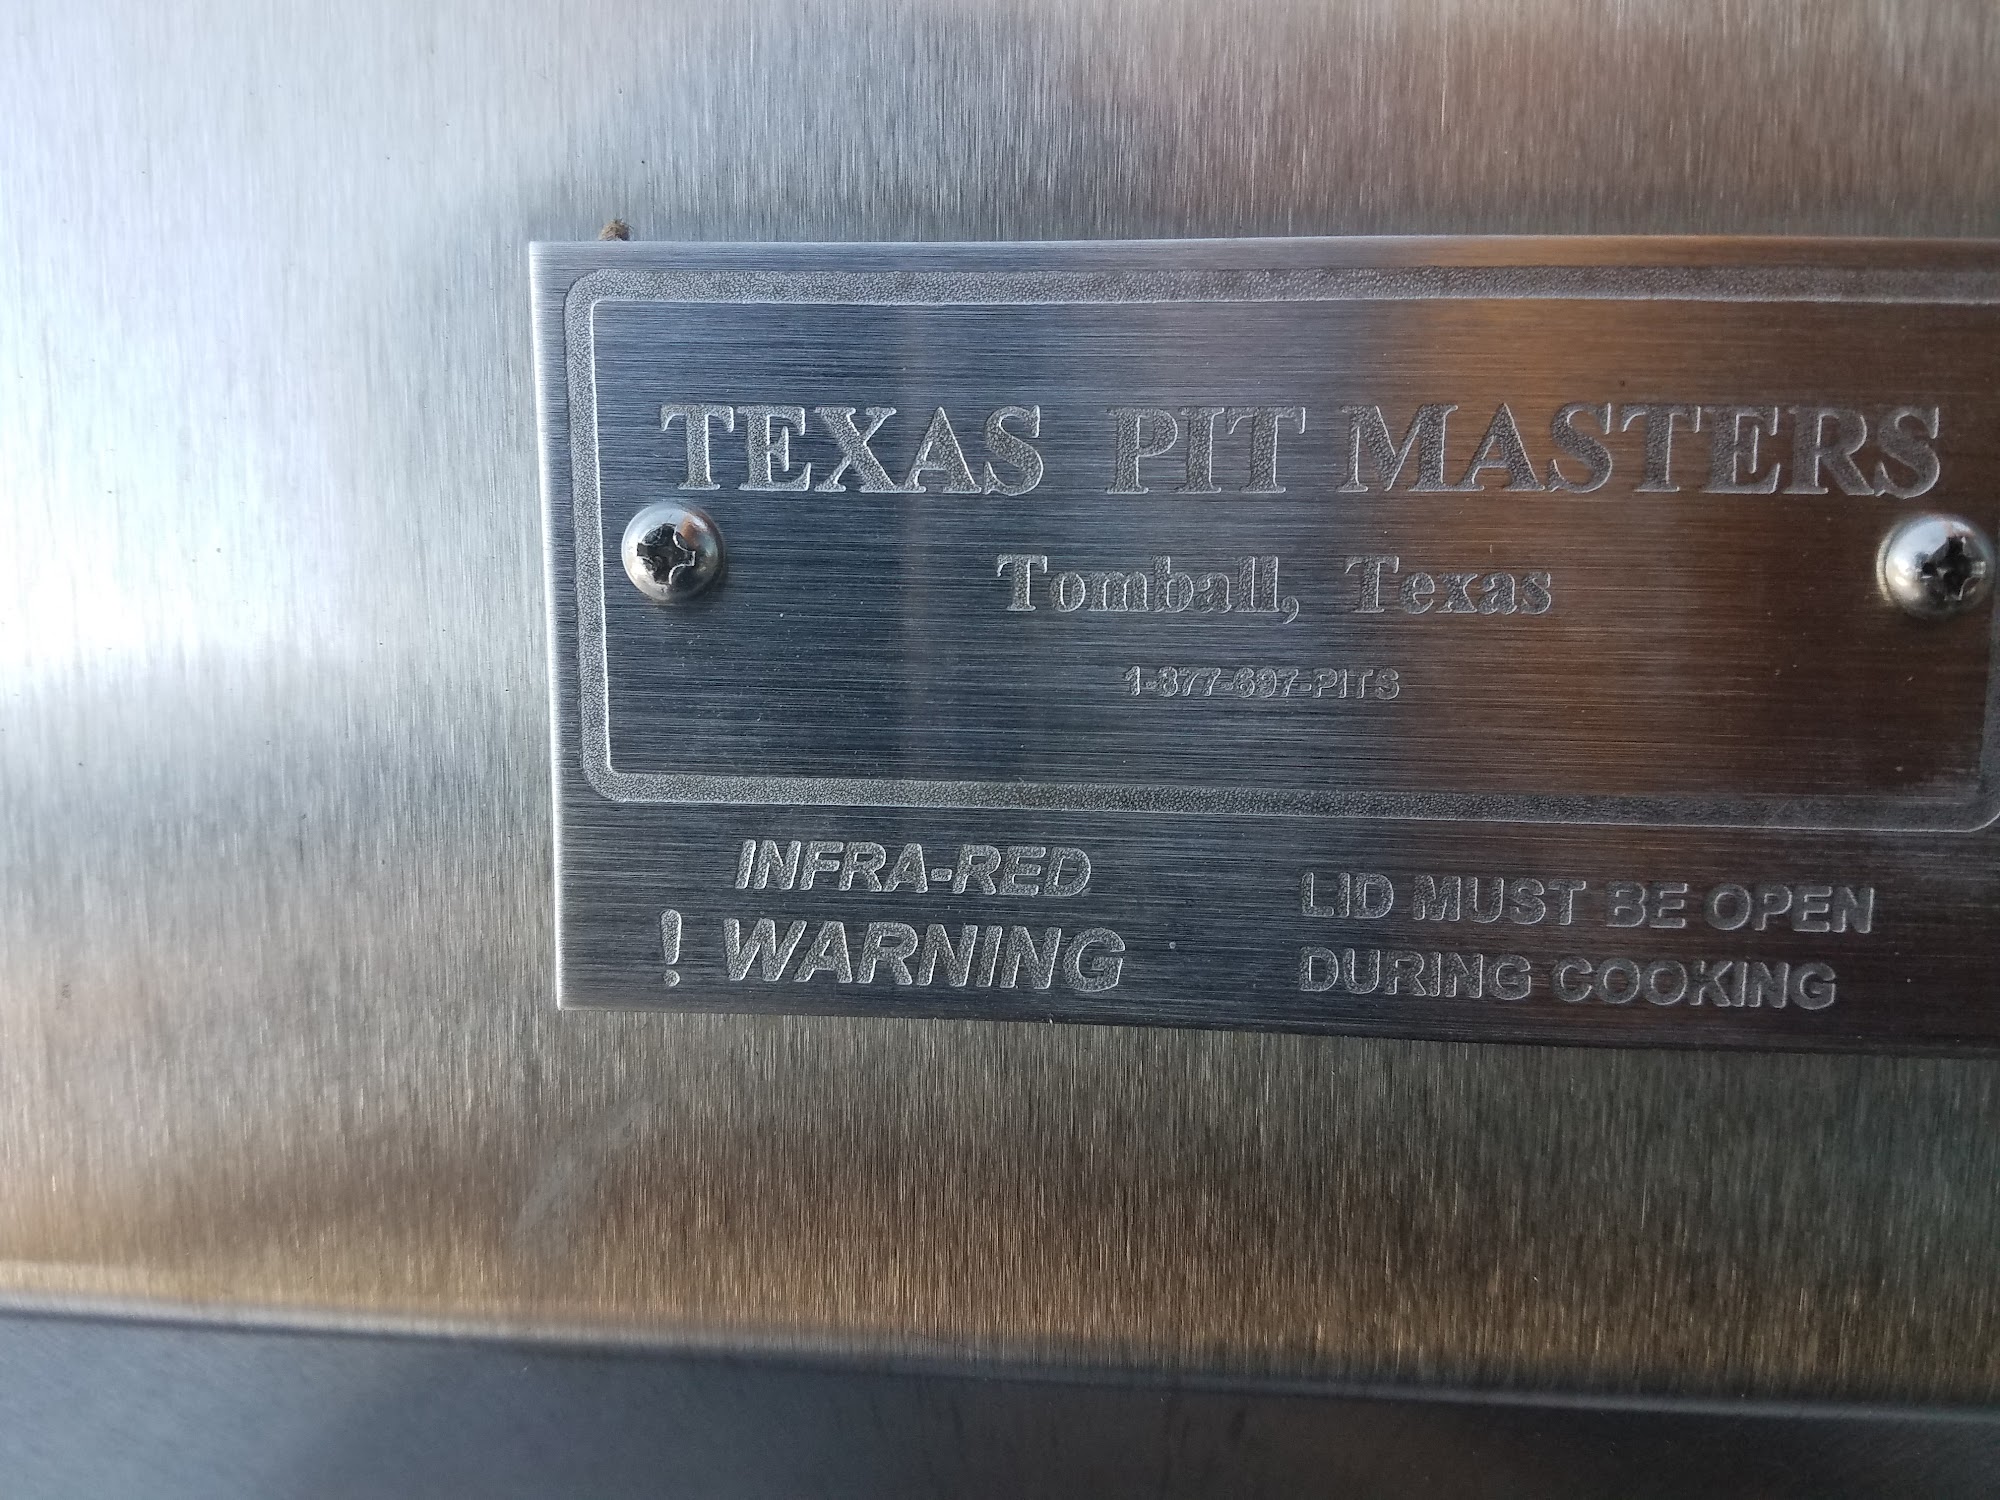 TEXAS PIT MASTERS
Tomball, Texas
1-877-697-PITS
INFRA-RED
! WARNING
LID MUST BE OPEN
DURING COOKING